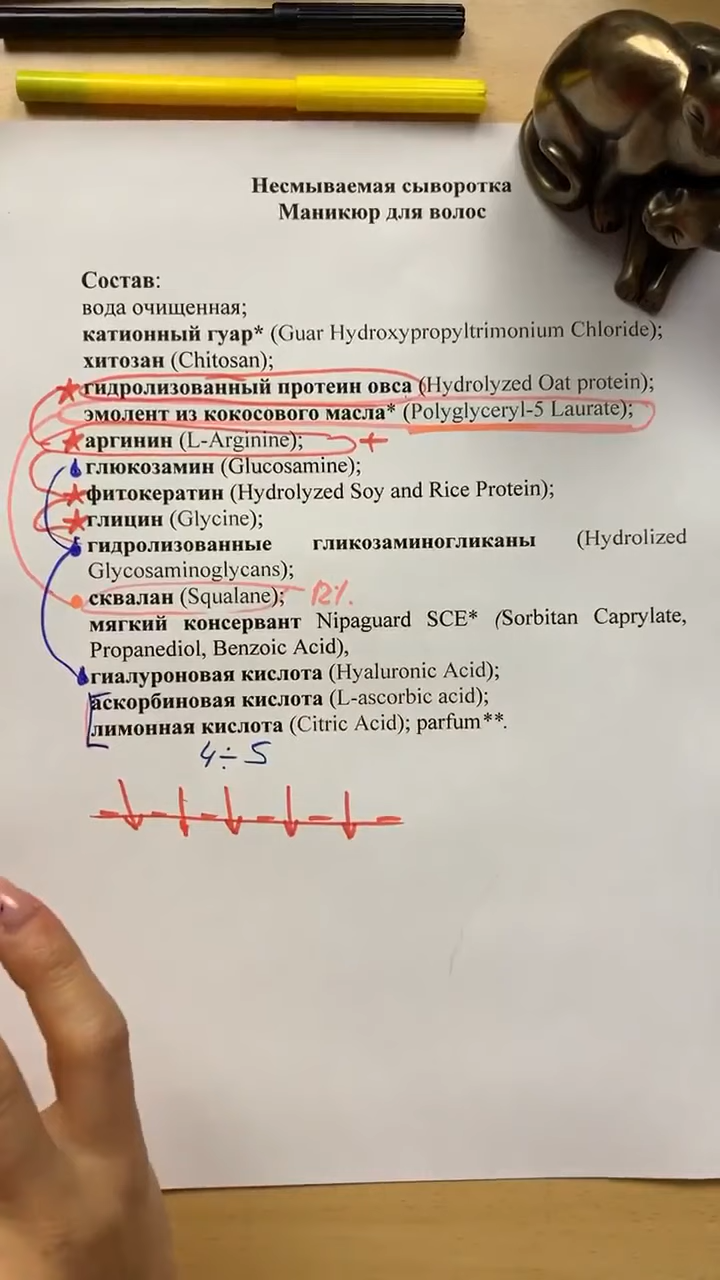 Несмываемая сыворотка
Маникюр для волос
Состав:
вода очищенная;
катионный гуар* (Guar Hydroxypropyltrimonium Chloride);
хитозан (Chitosan);
гидролизованный протеин овса (Hydrolyzed Oat protein);
эмолент из кокосового масла* (Polyglyceryl-5 Laurate);
аргинин (L-Arginine); +
глюкозамин (Glucosamine);
фитокератин (Hydrolyzed Soy and Rice Protein);
глицин (Glycine);
гидролизованные гликозаминогликаны (Hydrolized
Glycosaminoglycans);
сквалан (Squalane); 12%
мягкий консервант Nipaguard SCE* (Sorbitan Caprylate,
Propanediol, Benzoic Acid),
гиалуроновая кислота (Hyaluronic Acid);
аскорбиновая кислота (L-ascorbic acid);
лимонная кислота (Citric Acid); parfum**.
4÷5